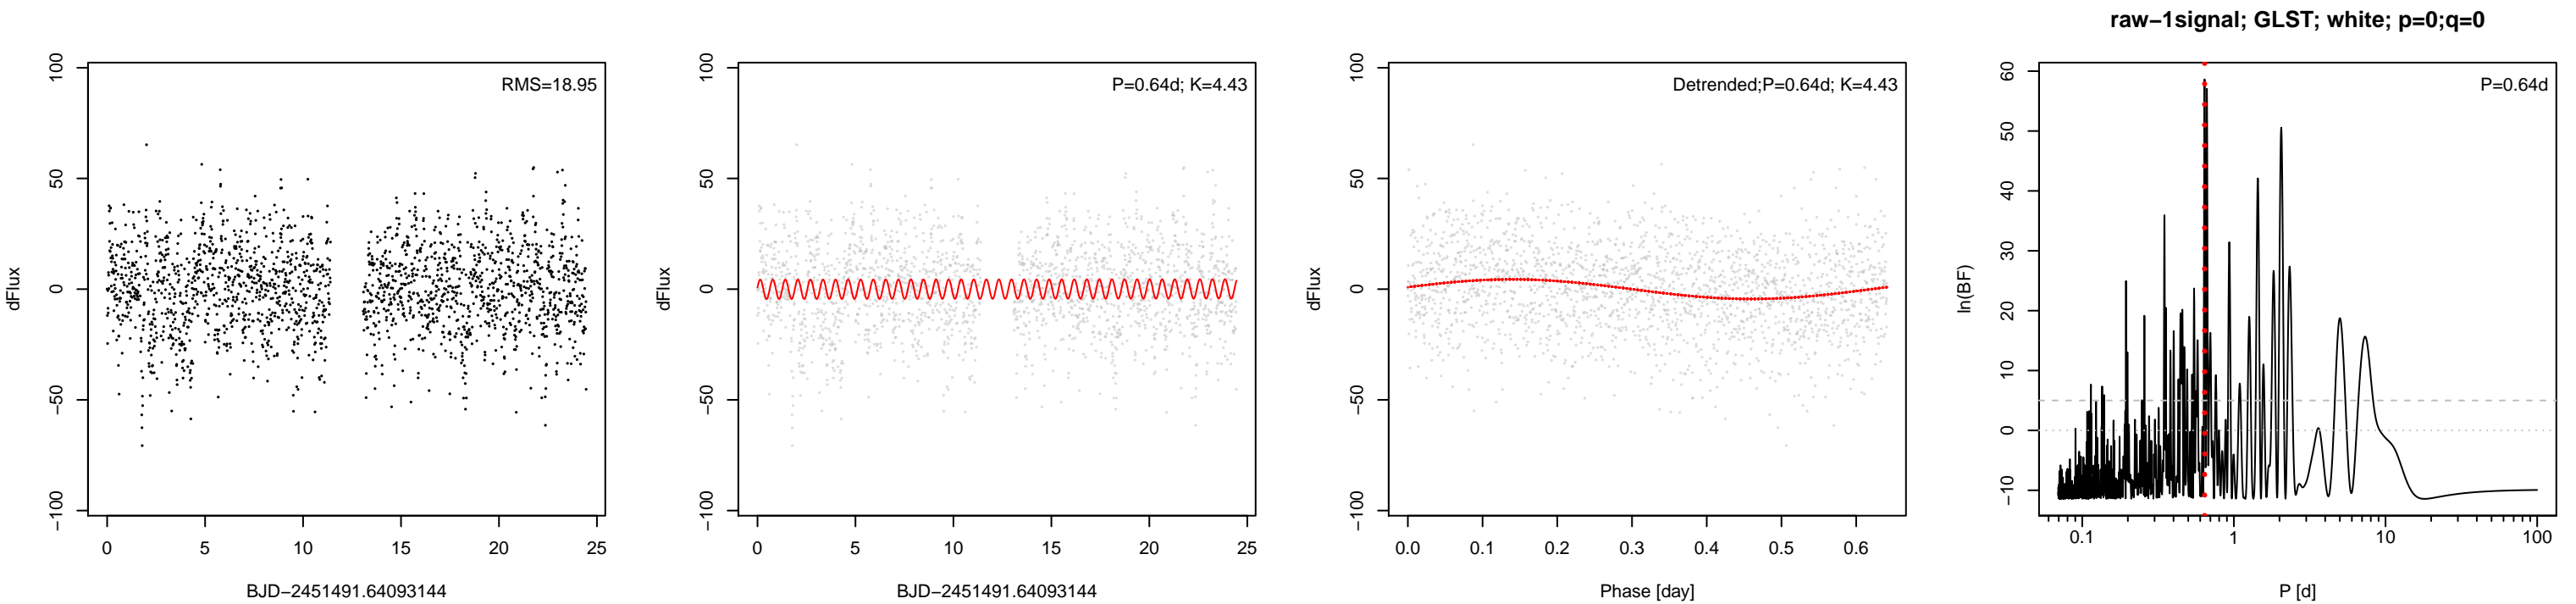 raw−1signal; GLST; white; p=0;q=0
RMS=18.95
dFlux
100
50
0
−50
−100
0 5 10 15 20 25
BJD−2451491.64093144
P=0.64d; K=4.43
dFlux
100
50
0
−50
−100
0 5 10 15 20 25
BJD−2451491.64093144
Detrended;P=0.64d; K=4.43
dFlux
100
50
0
−50
−100
0.0 0.1 0.2 0.3 0.4 0.5 0.6
Phase [day]
P=0.64d
ln(BF)
60
50
40
30
20
10
0
−10
0.1 1 10 100
P [d]